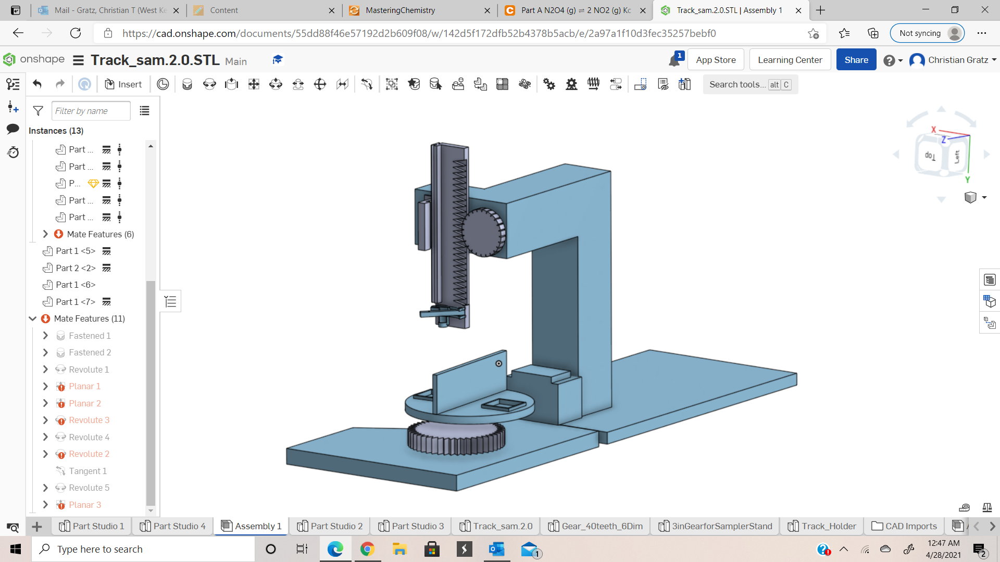 Mail - Gratz, Christian T (West Ke
Content
MasteringChemistry
Part A N2O4 (g) ⇌ 2 NO2 (g) Kc
Track_sam.2.0.STL | Assembly 1
https://cad.onshape.com/documents/55dd88f46e57192d2b609f08/w/142d5f172dfb52b4378b5acb/e/2a97a1f10d3fec35257bebf0
Not syncing
onshape
Track_sam.2.0.STL Main
1
App Store
Learning Center
Share
Christian Gratz
Insert
Search tools... alt C
Filter by name
Instances (13)
Part ...
Part ...
P...
Part ...
Part ...
Mate Features (6)
Part 1 <5>
Part 2 <2>
Part 1 <6>
Part 1 <7>
Mate Features (11)
Fastened 1
Fastened 2
Revolute 1
Planar 1
Planar 2
Revolute 3
Revolute 4
Revolute 2
Tangent 1
Revolute 5
Planar 3
X
Z
Top
Left
Y
Part Studio 1
Part Studio 4
Assembly 1
Part Studio 2
Part Studio 3
Track_sam.2.0
Gear_40teeth_6Dim
3inGearforSamplerStand
Track_Holder
CAD Imports
Type here to search
1
12:47 AM
4/28/2021
2